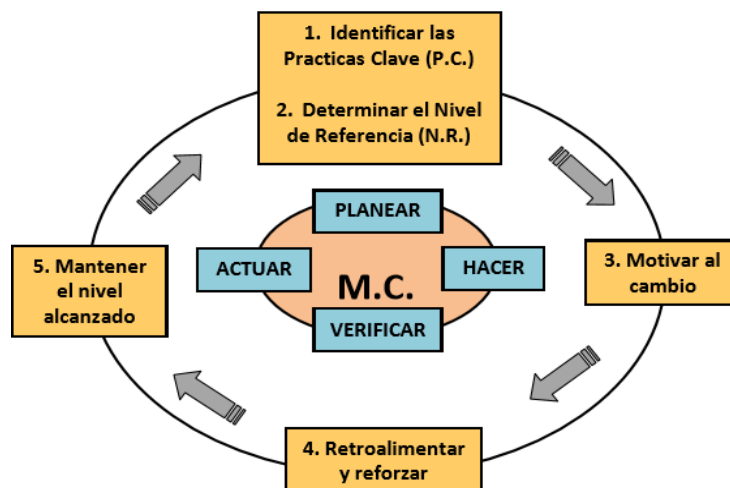 1. Identificar las
Practicas Clave (P.C.)
2. Determinar el Nivel
de Referencia (N.R.)
PLANEAR
ACTUAR
HACER
M.C.
VERIFICAR
5. Mantener
el nivel
alcanzado
3. Motivar al
cambio
4. Retroalimentar
y reforzar